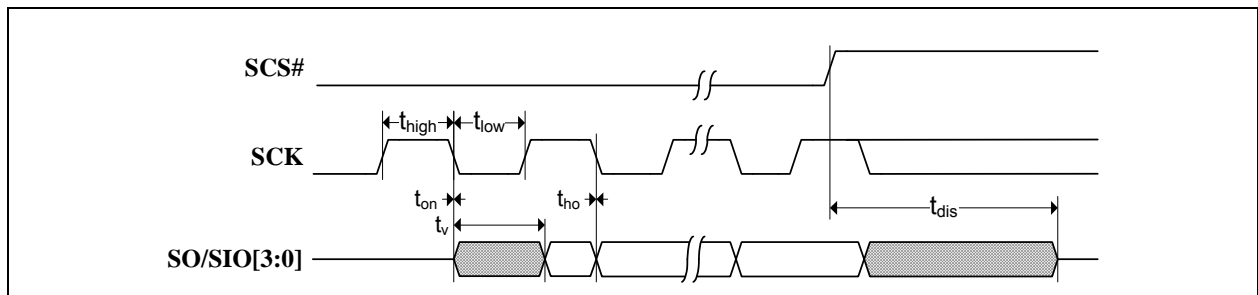 SCS#
thigh tlow
SCK
ton tho
tv tdis
SO/SIO[3:0]